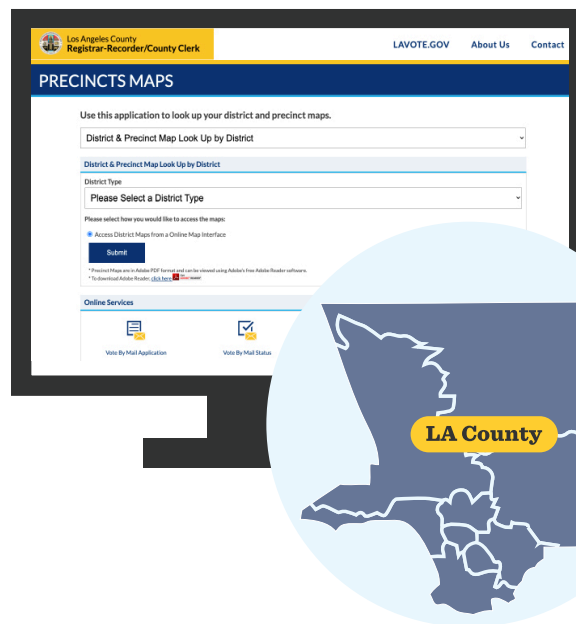 Los Angeles County
Registrar-Recorder/County Clerk
LAVOTE.GOV About Us Contact
PRECINCTS MAPS
Use this application to look up your district and precinct maps.
District & Precinct Map Look Up by District
District & Precinct Map Look Up by District
District Type
Please Select a District Type
Please select how you would like to access the maps:
Access District Maps from a Online Map Interface
Submit
* Precinct Maps are in Adobe PDF format and can be viewed using Adobe's free Adobe Reader software.
* To download Adobe Reader, click here
Online Services
Vote By Mail Application
Vote By Mail Status
LA County